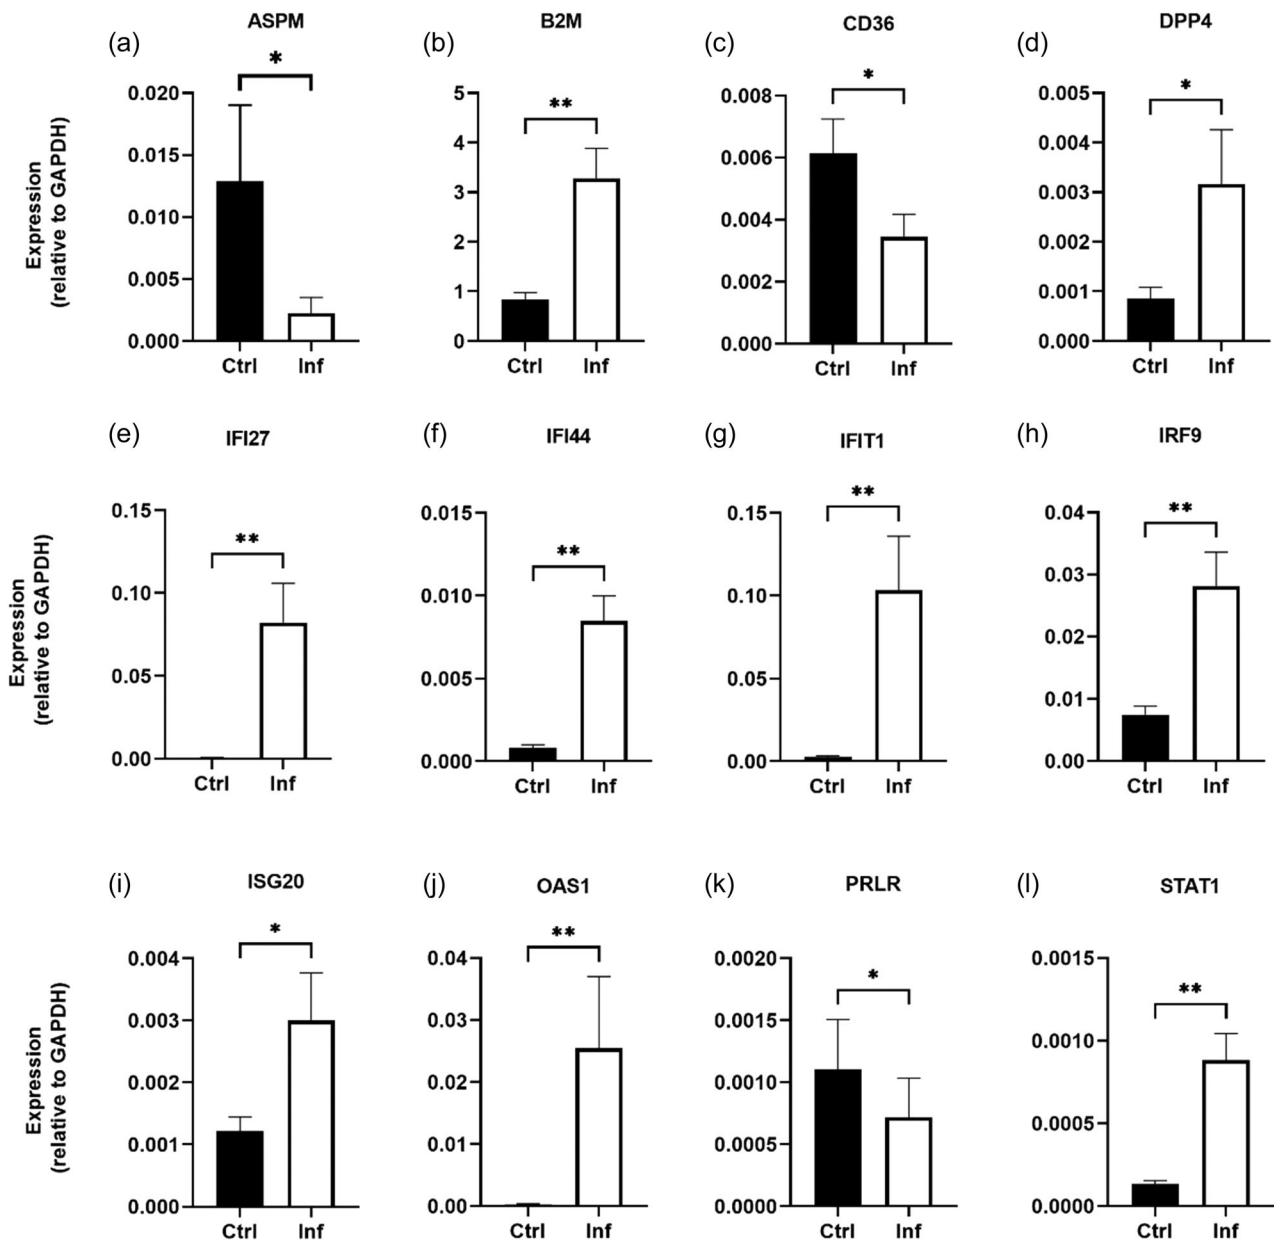 ASPM
B2M
CD36
DPP4
(a)
(b)
(c)
(d)
*
**
*
*
Expression
(relative to GAPDH)
0.020
0.015
0.010
0.005
0.000
Ctrl
Inf
5
4
3
2
1
0
Ctrl
Inf
0.008
0.006
0.004
0.002
0.000
Ctrl
Inf
0.005
0.004
0.003
0.002
0.001
0.000
Ctrl
Inf
(e)
IFI27
(f)
IFI44
(g)
IFIT1
(h)
IRF9
**
**
**
**
Expression
(relative to GAPDH)
0.15
0.10
0.05
0.00
Ctrl
Inf
0.015
0.010
0.005
0.000
Ctrl
Inf
0.15
0.10
0.05
0.00
Ctrl
Inf
0.04
0.03
0.02
0.01
0.00
Ctrl
Inf
(i)
ISG20
(j)
OAS1
(k)
PRLR
(l)
STAT1
*
**
*
**
Expression
(relative to GAPDH)
0.004
0.003
0.002
0.001
0.000
Ctrl
Inf
0.04
0.03
0.02
0.01
0.00
Ctrl
Inf
0.0020
0.0015
0.0010
0.0005
0.0000
Ctrl
Inf
0.0015
0.0010
0.0005
0.0000
Ctrl
Inf